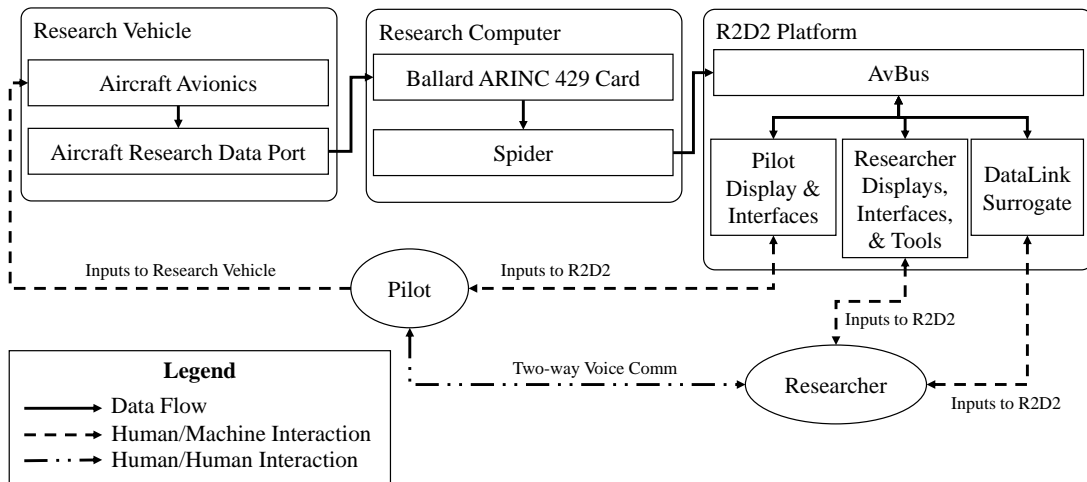 Research Vehicle
Aircraft Avionics
Aircraft Research Data Port
Research Computer
Ballard ARINC 429 Card
Spider
R2D2 Platform
AvBus
Pilot
Display &
Interfaces
Researcher
Displays,
Interfaces,
& Tools
DataLink
Surrogate
Inputs to Research Vehicle
Pilot
Inputs to R2D2
Inputs to R2D2
Two-way Voice Comm
Researcher
Inputs to R2D2
Legend
Data Flow
Human/Machine Interaction
Human/Human Interaction